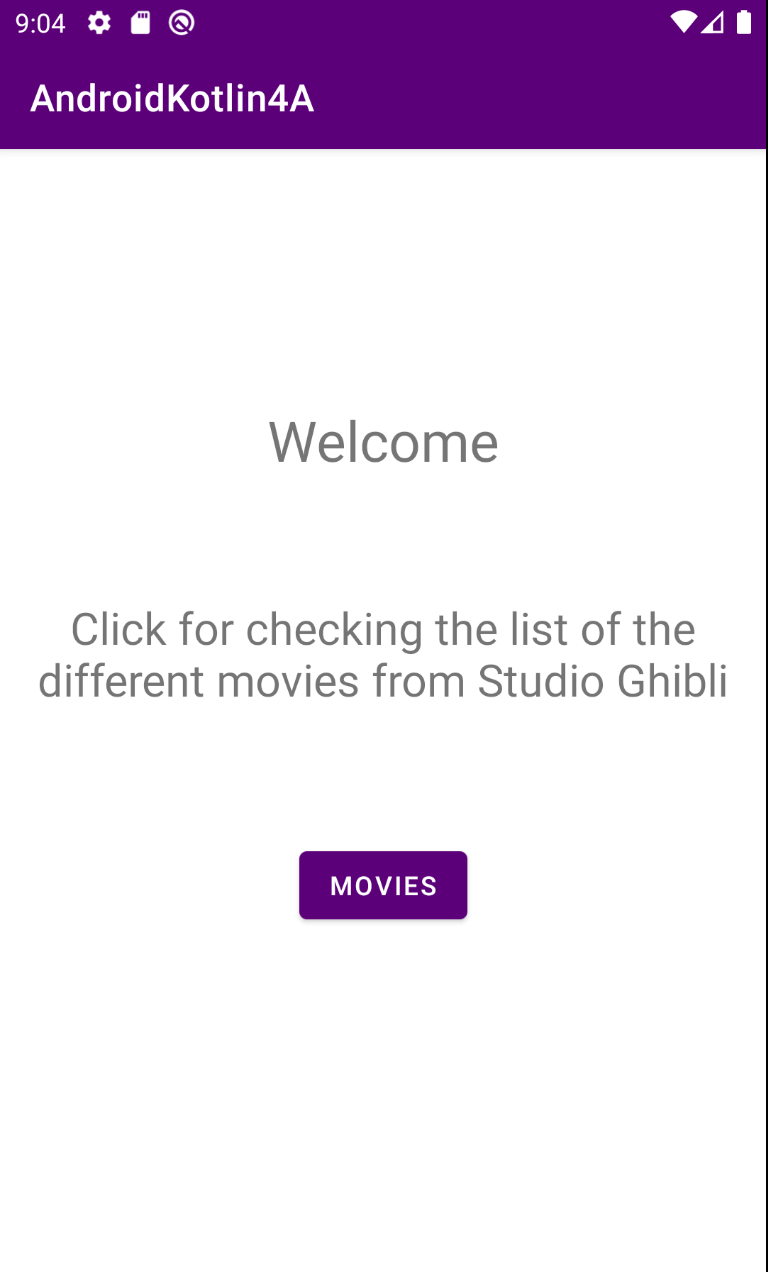 9:04
AndroidKotlin4A
Welcome
Click for checking the list of the
different movies from Studio Ghibli
MOVIES